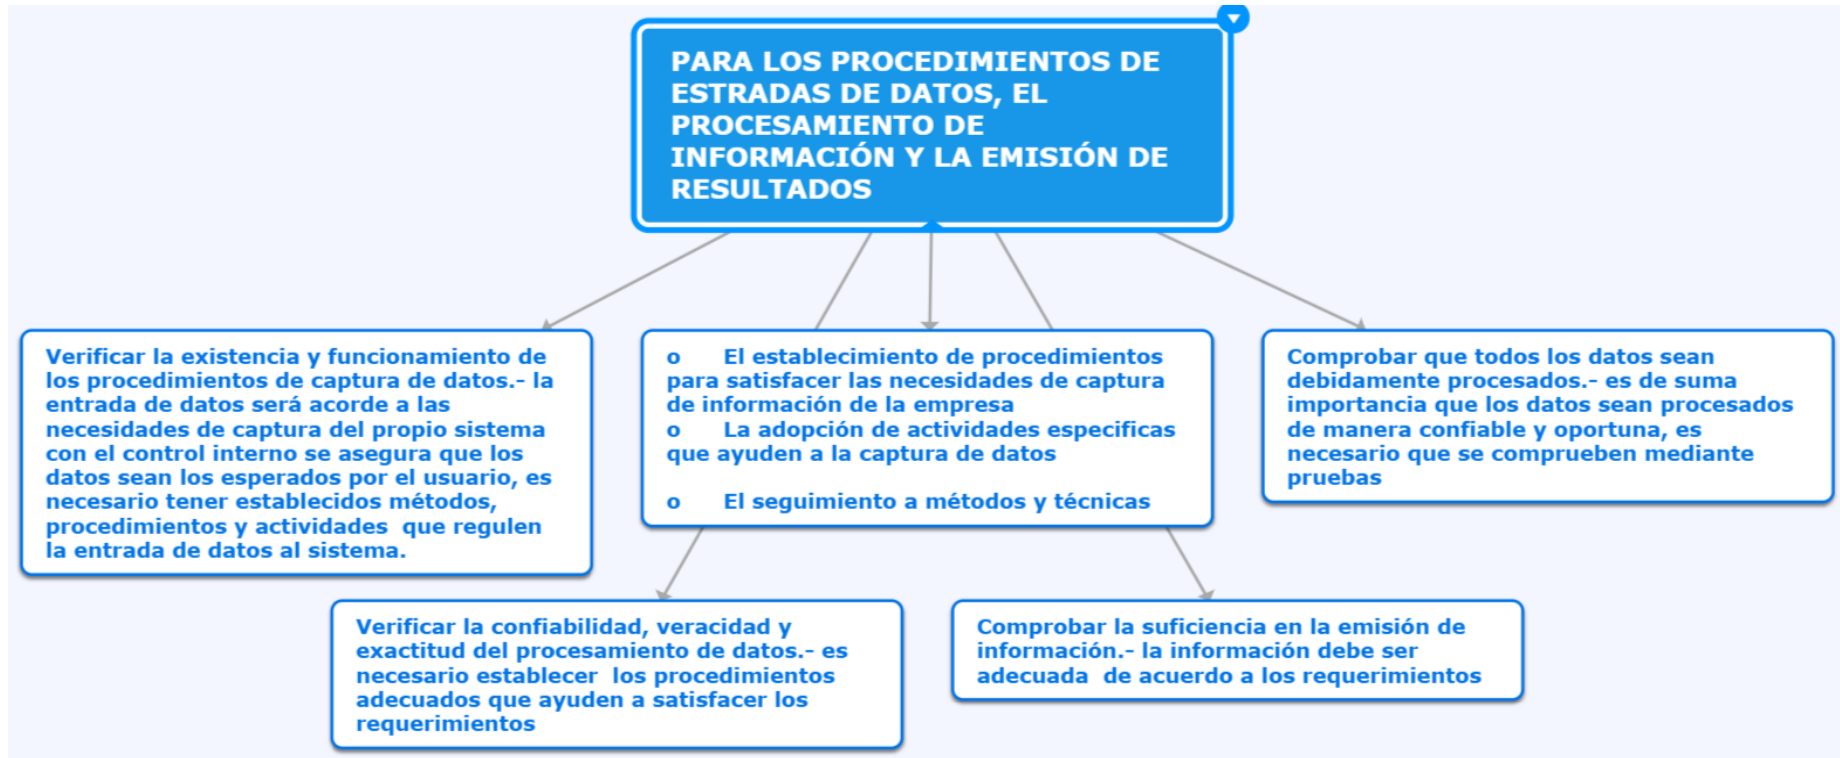 PARA LOS PROCEDIMIENTOS DE
ESTRADAS DE DATOS, EL
PROCESAMIENTO DE
INFORMACIÓN Y LA EMISIÓN DE
RESULTADOS
Verificar la existencia y funcionamiento de
los procedimientos de captura de datos.- la
entrada de datos será acorde a las
necesidades de captura del propio sistema
con el control interno se asegura que los
datos sean los esperados por el usuario, es
necesario tener establecidos métodos,
procedimientos y actividades  que regulen
la entrada de datos al sistema.
o El establecimiento de procedimientos
para satisfacer las necesidades de captura
de información de la empresa
o La adopción de actividades especificas
que ayuden a la captura de datos
o El seguimiento a métodos y técnicas
Comprobar que todos los datos sean
debidamente procesados.- es de suma
importancia que los datos sean procesados
de manera confiable y oportuna, es
necesario que se comprueben mediante
pruebas
Verificar la confiabilidad, veracidad y
exactitud del procesamiento de datos.- es
necesario establecer  los procedimientos
adecuados que ayuden a satisfacer los
requerimientos
Comprobar la suficiencia en la emisión de
información.- la información debe ser
adecuada  de acuerdo a los requerimientos